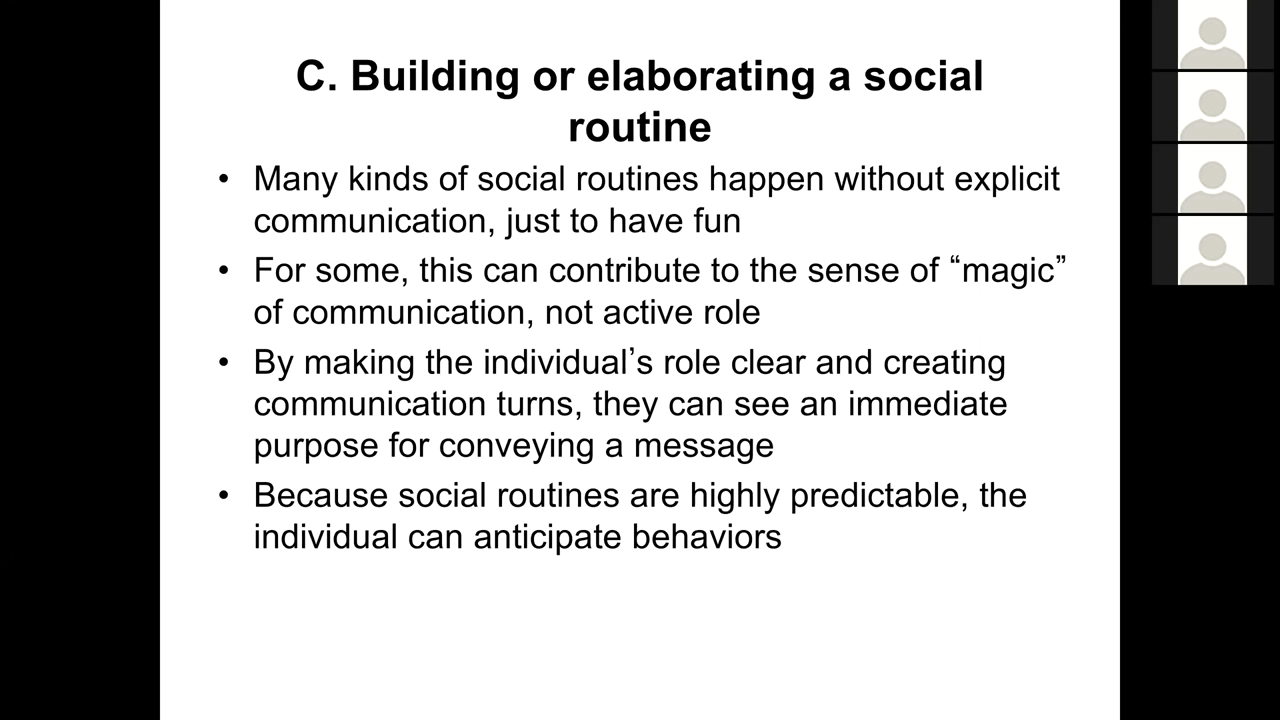 C. Building or elaborating a social
routine
• Many kinds of social routines happen without explicit
communication, just to have fun
• For some, this can contribute to the sense of “magic”
of communication, not active role
• By making the individual’s role clear and creating
communication turns, they can see an immediate
purpose for conveying a message
• Because social routines are highly predictable, the
individual can anticipate behaviors